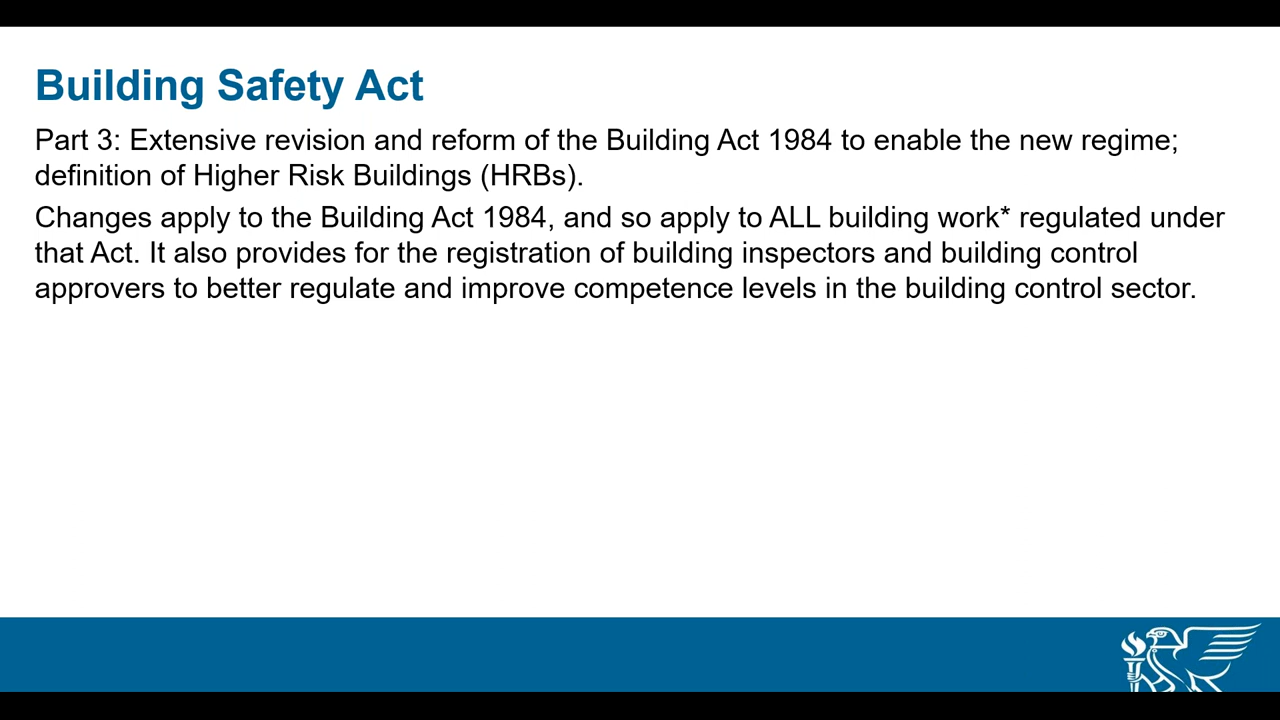 Building Safety Act
Part 3: Extensive revision and reform of the Building Act 1984 to enable the new regime;
definition of Higher Risk Buildings (HRBs).
Changes apply to the Building Act 1984, and so apply to ALL building work* regulated under
that Act. It also provides for the registration of building inspectors and building control
approvers to better regulate and improve competence levels in the building control sector.